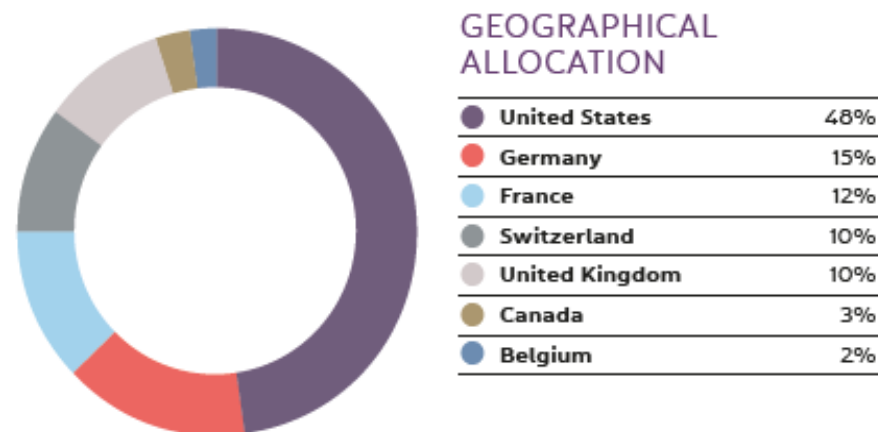 GEOGRAPHICAL
ALLOCATION
United States 48%
Germany 15%
France 12%
Switzerland 10%
United Kingdom 10%
Canada 3%
Belgium 2%